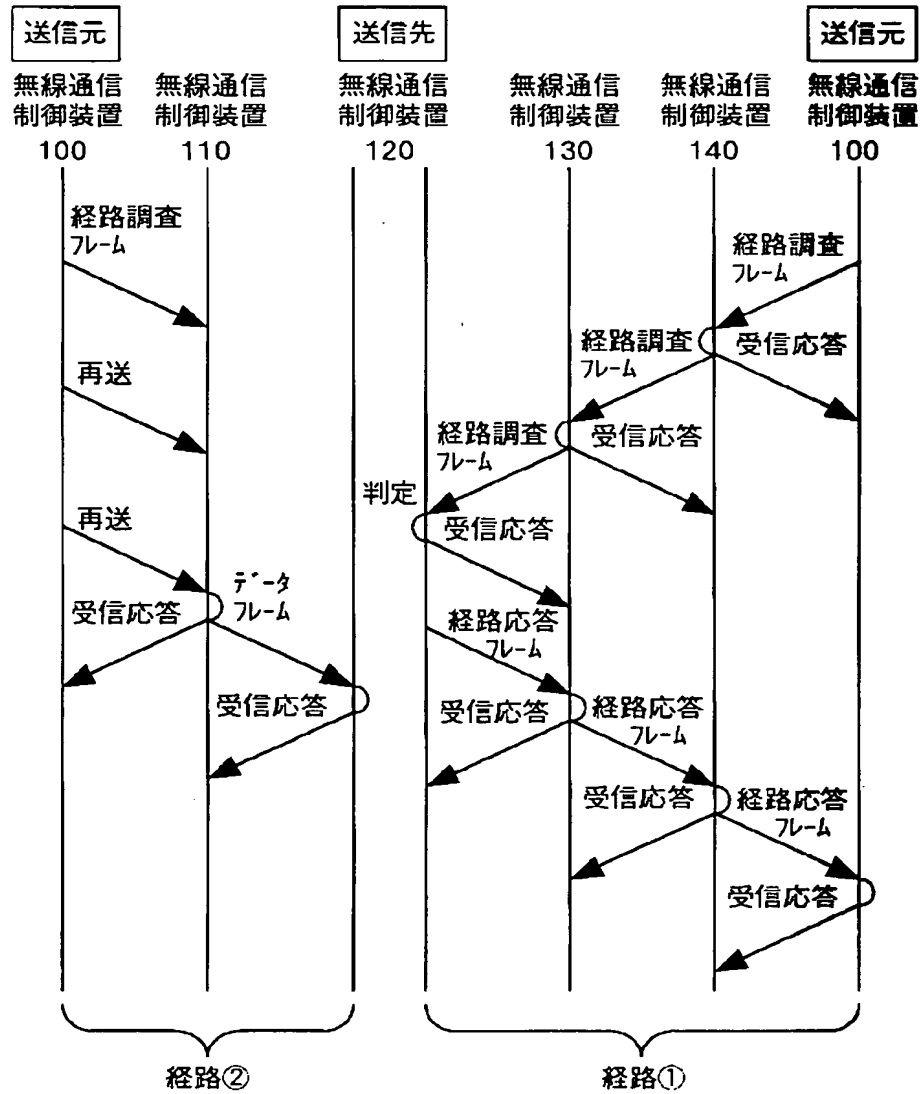 送信元
送信先
送信元
無線通信
制御装置
100
無線通信
制御装置
110
無線通信
制御装置
120
無線通信
制御装置
130
無線通信
制御装置
140
無線通信
制御装置
100
経路調査
フレーム
再送
再送
受信応答
データ
フレーム
受信応答
経路調査
フレーム
受信応答
経路調査
フレーム
受信応答
経路調査
フレーム
判定
受信応答
経路応答
フレーム
受信応答
経路応答
フレーム
受信応答
経路応答
フレーム
受信応答
経路②
経路①